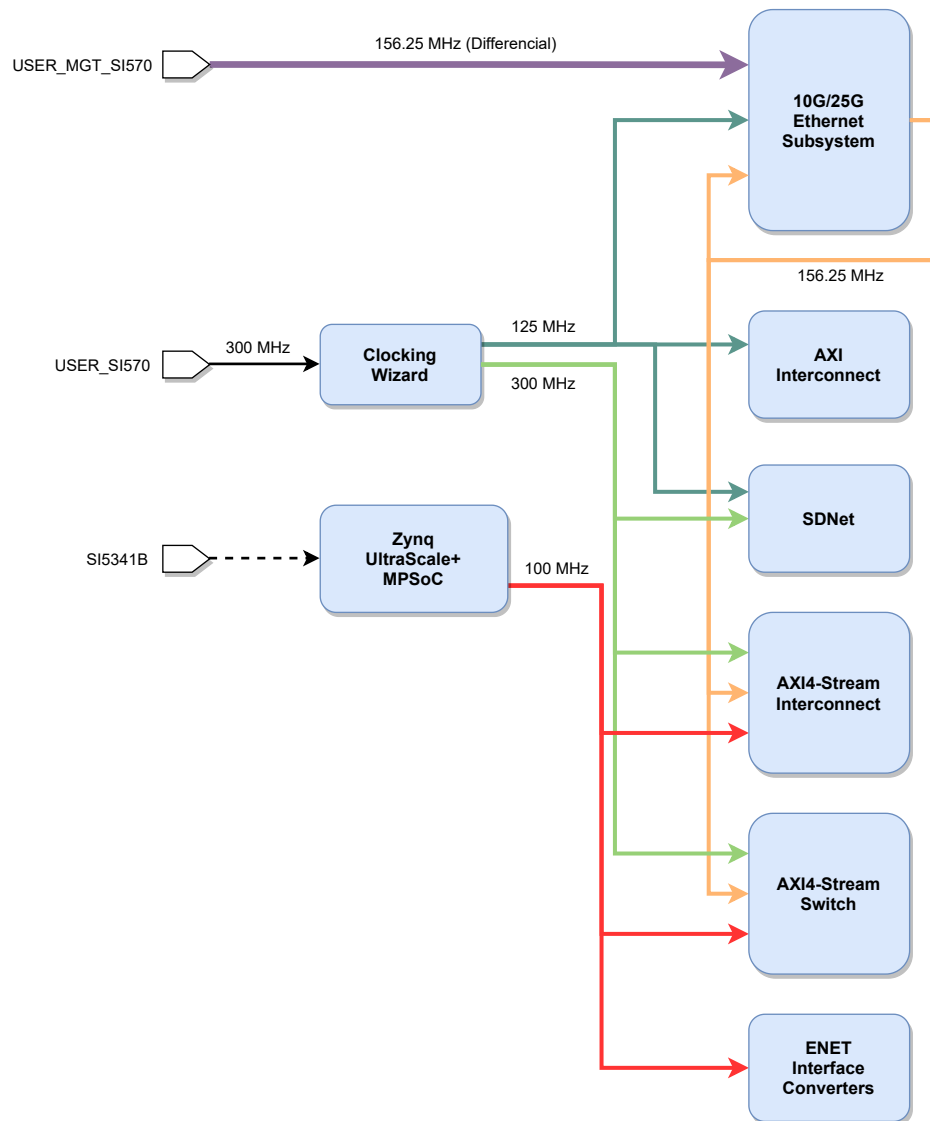 156.25 MHz (Differencial)
USER_MGT_SI570
10G/25G
Ethernet
Subsystem
156.25 MHz
125 MHz
300 MHz
USER_SI570
Clocking
Wizard
AXI
Interconnect
300 MHz
SDNet
SI5341B
Zynq
UltraScale+
MPSoC
100 MHz
AXI4-Stream
Interconnect
AXI4-Stream
Switch
ENET
Interface
Converters